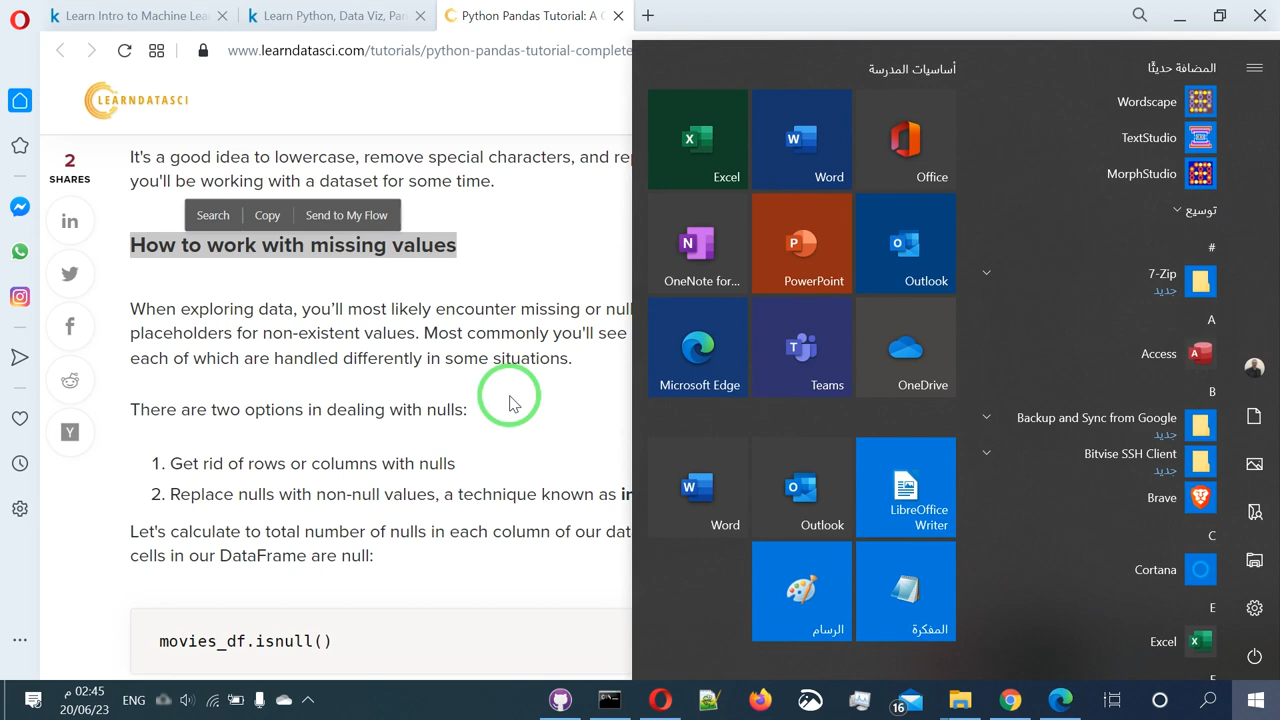 Learn Intro to Machine Lea
Learn Python, Data Viz, Pan
Python Pandas Tutorial: A C
www.learndatasci.com/tutorials/python-pandas-tutorial-complete
LEARNDATASCI
2
SHARES
It's a good idea to lowercase, remove special characters, and rep
you'll be working with a dataset for some time.
Search
Copy
Send to My Flow
How to work with missing values
When exploring data, you’ll most likely encounter missing or null
placeholders for non-existent values. Most commonly you'll see
each of which are handled differently in some situations.
There are two options in dealing with nulls:
1. Get rid of rows or columns with nulls
2. Replace nulls with non-null values, a technique known as
Let's calculate to total number of nulls in each column of our dat
cells in our DataFrame are null:
movies_df.isnull()
أساسيات المدرسة
Excel
Word
Office
OneNote for...
PowerPoint
Outlook
Microsoft Edge
Teams
OneDrive
Word
Outlook
LibreOffice
Writer
الرسام
المفكرة
المضافة حديثًا
Wordscape
TextStudio
MorphStudio
توسيع
#
7-Zip
جديد
A
Access
B
Backup and Sync from Google
جديد
Bitvise SSH Client
جديد
Brave
C
Cortana
E
Excel
02:45 م
20/06/23
ENG
16